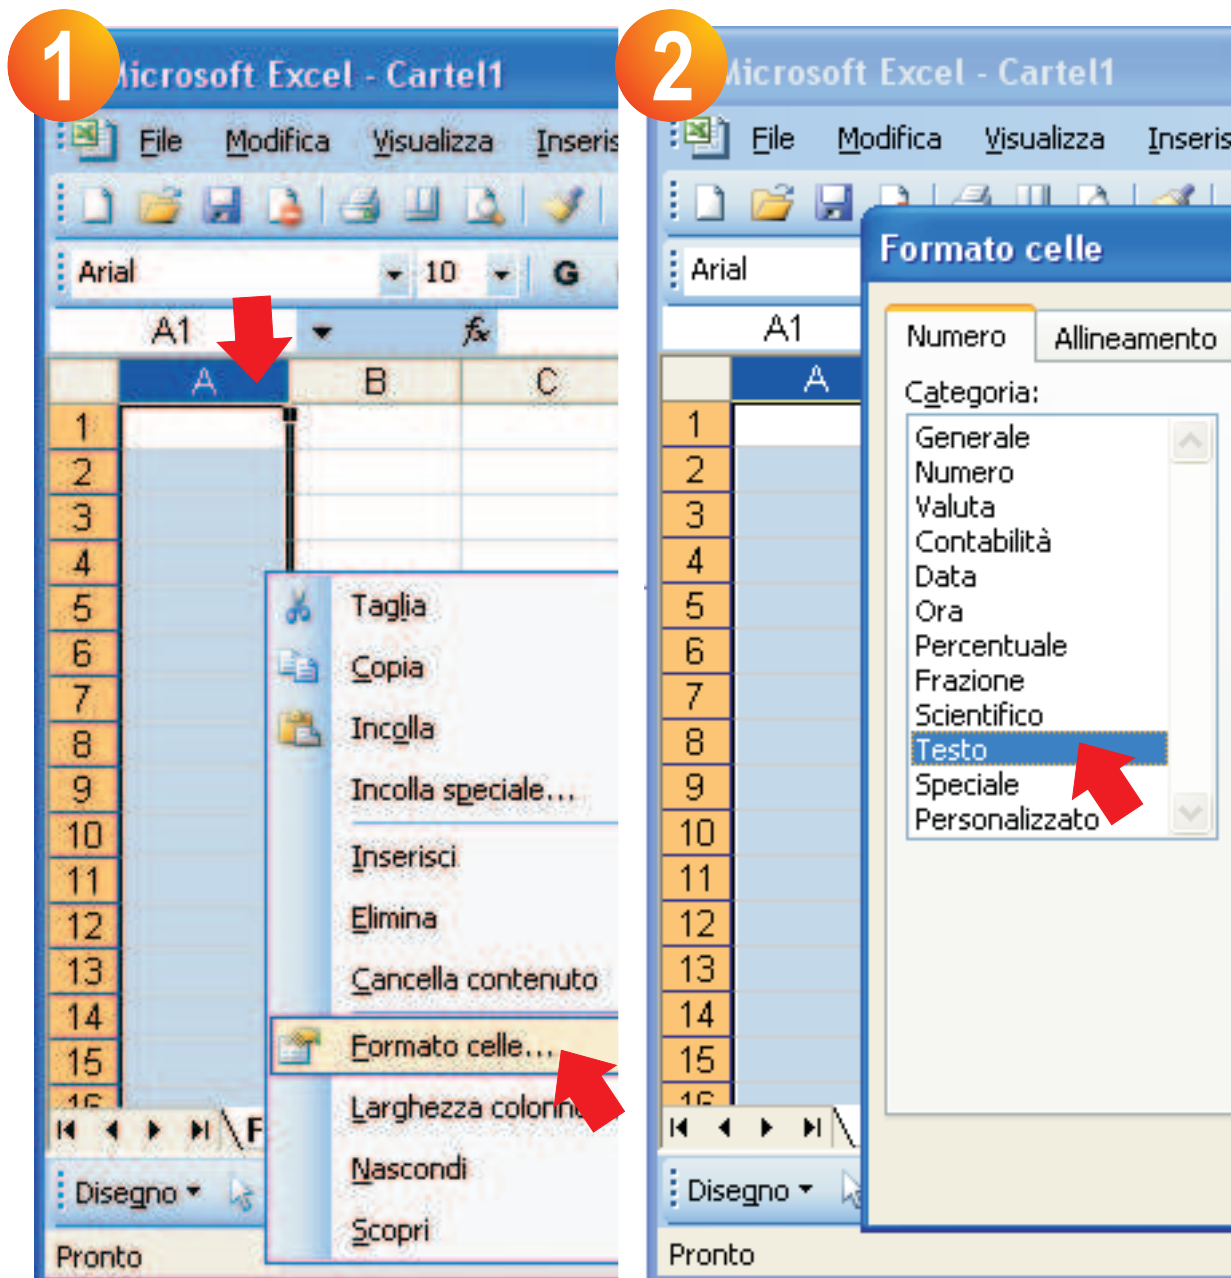 1
Microsoft Excel - Cartel1
File Modifica Visualizza Inseris
Arial 10 G
A1 fx
A B C
1
2
3
4
5
6
7
8
9
10
11
12
13
14
15
16
Taglia
Copia
Incolla
Incolla speciale...
Inserisci
Elimina
Cancella contenuto
Formato celle...
Larghezza colonne
Nascondi
Scopri
F
Disegno
Pronto
2
Microsoft Excel - Cartel1
File Modifica Visualizza Inseris
Arial
A1
A
1
2
3
4
5
6
7
8
9
10
11
12
13
14
15
16
Formato celle
Numero Allineamento
Categoria:
Generale
Numero
Valuta
Contabilità
Data
Ora
Percentuale
Frazione
Scientifico
Testo
Speciale
Personalizzato
Disegno
Pronto